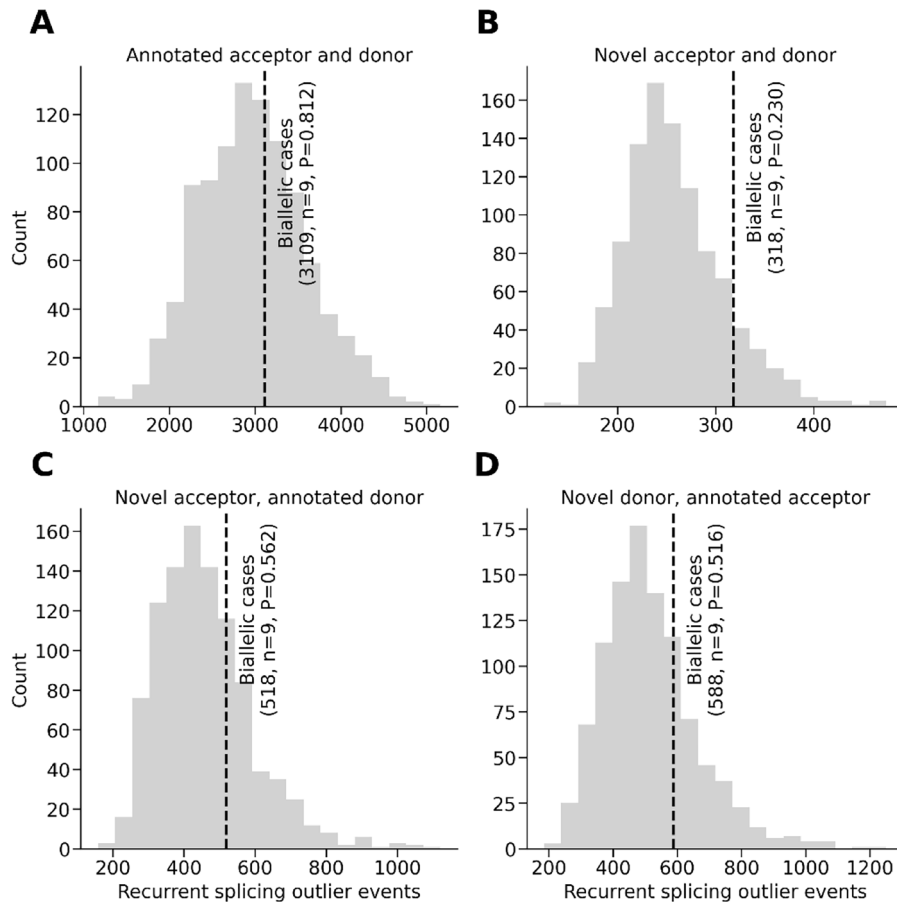 A
Annotated acceptor and donor
Count
120
100
80
60
40
20
0
1000
2000
3000
4000
5000
Biallelic cases
(3109, n=9, P=0.812)
B
Novel acceptor and donor
160
140
120
100
80
60
40
20
0
200
300
400
Biallelic cases
(318, n=9, P=0.230)
C
Novel acceptor, annotated donor
Count
160
140
120
100
80
60
40
20
0
200
400
600
800
1000
Biallelic cases
(518, n=9, P=0.562)
Recurrent splicing outlier events
D
Novel donor, annotated acceptor
175
150
125
100
75
50
25
0
200
400
600
800
1000
1200
Biallelic cases
(588, n=9, P=0.516)
Recurrent splicing outlier events